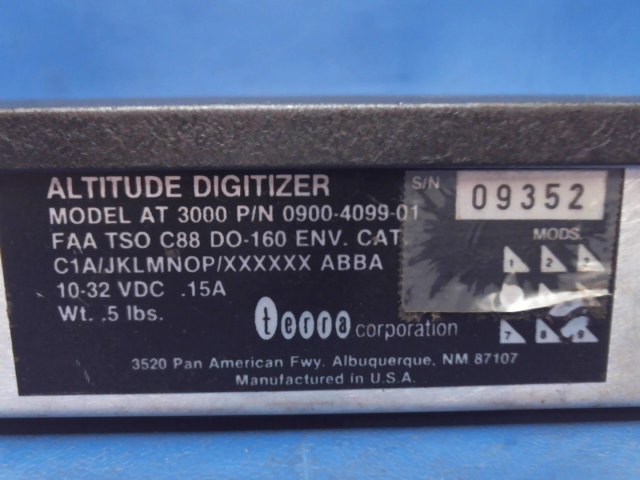 ALTITUDE DIGITIZER
MODEL AT 3000 P/N 0900-4099-01
FAA TSO C88 DO-160 ENV. CAT.
C1A/JKLMNOP/XXXXXX ABBA
10-32 VDC .15A
Wt. .5 lbs.
S/N 09352
MODS
1 2 3
7 8 9
terra corporation
3520 Pan American Fwy. Albuquerque, NM 87107
Manufactured in U.S.A.